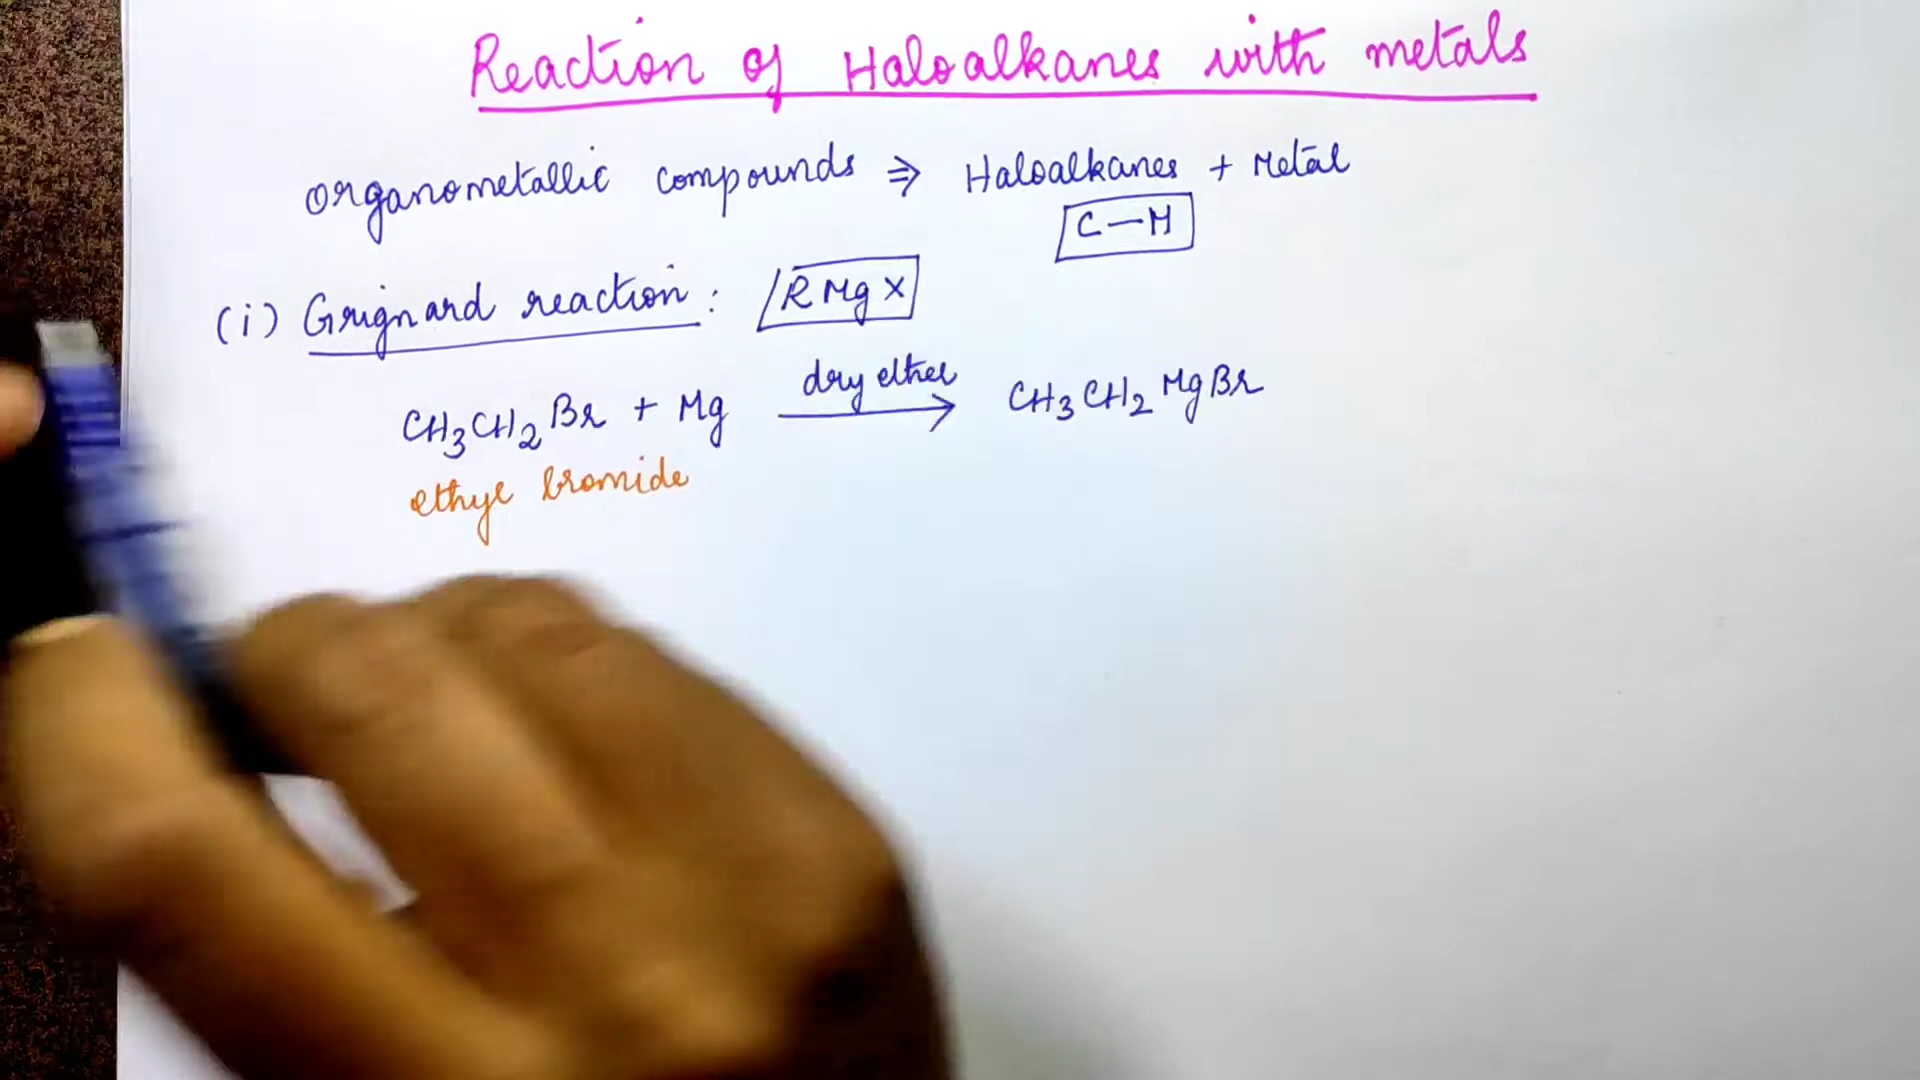 Reaction of Haloalkanes with metals
organometallic compounds ⇒ Haloalkanes + Metal
C—M
(i) Grignard reaction : RMgX
CH₃CH₂Br + Mg dry ether → CH₃CH₂MgBr
ethyl bromide